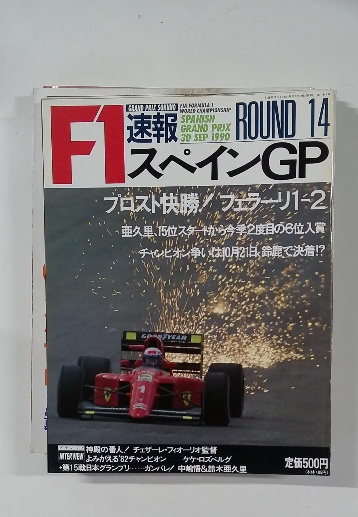 GRAND PRIX SOKUHO
FIA FORMULA 1
WORLD CHAMPIONSHIP
F1
速報
SPANISH
GRAND PRIX
30 SEP 1990
ROUND 14
スペインGP
プロスト快勝!フェラーリ1-2
亜久里、15位スタートから今季2度目の6位入賞
チャンピオン争いは10月21日、鈴鹿で決着!?
INTERVIEW
神殿の番人!チェザーレ・フィオーリオ監督
よみがえる'82チャンピオン ケケ・ロズベルグ
•第15戦日本グランプリ……ガンバレ!中嶋悟&鈴木亜久里
定価500円